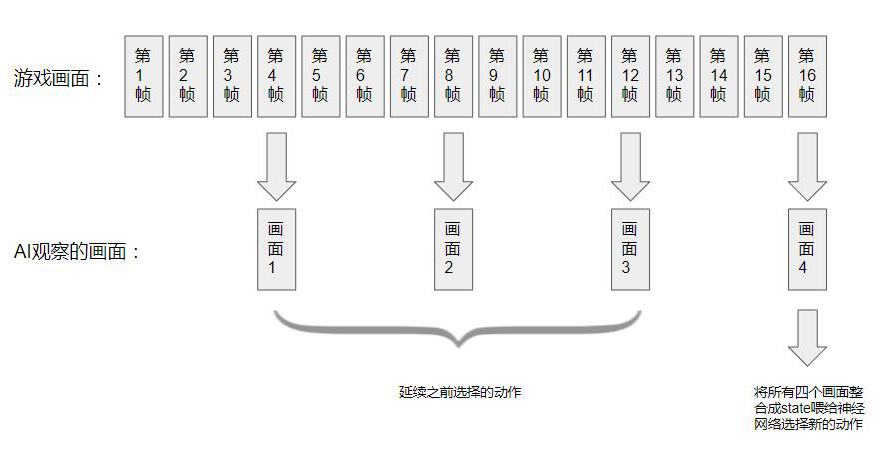 游戏画面：
第1帧
第2帧
第3帧
第4帧
第5帧
第6帧
第7帧
第8帧
第9帧
第10帧
第11帧
第12帧
第13帧
第14帧
第15帧
第16帧
AI观察的画面：
画面1
画面2
画面3
画面4
延续之前选择的动作
将所有四个画面整
合成state喂给神经
网络选择新的动作